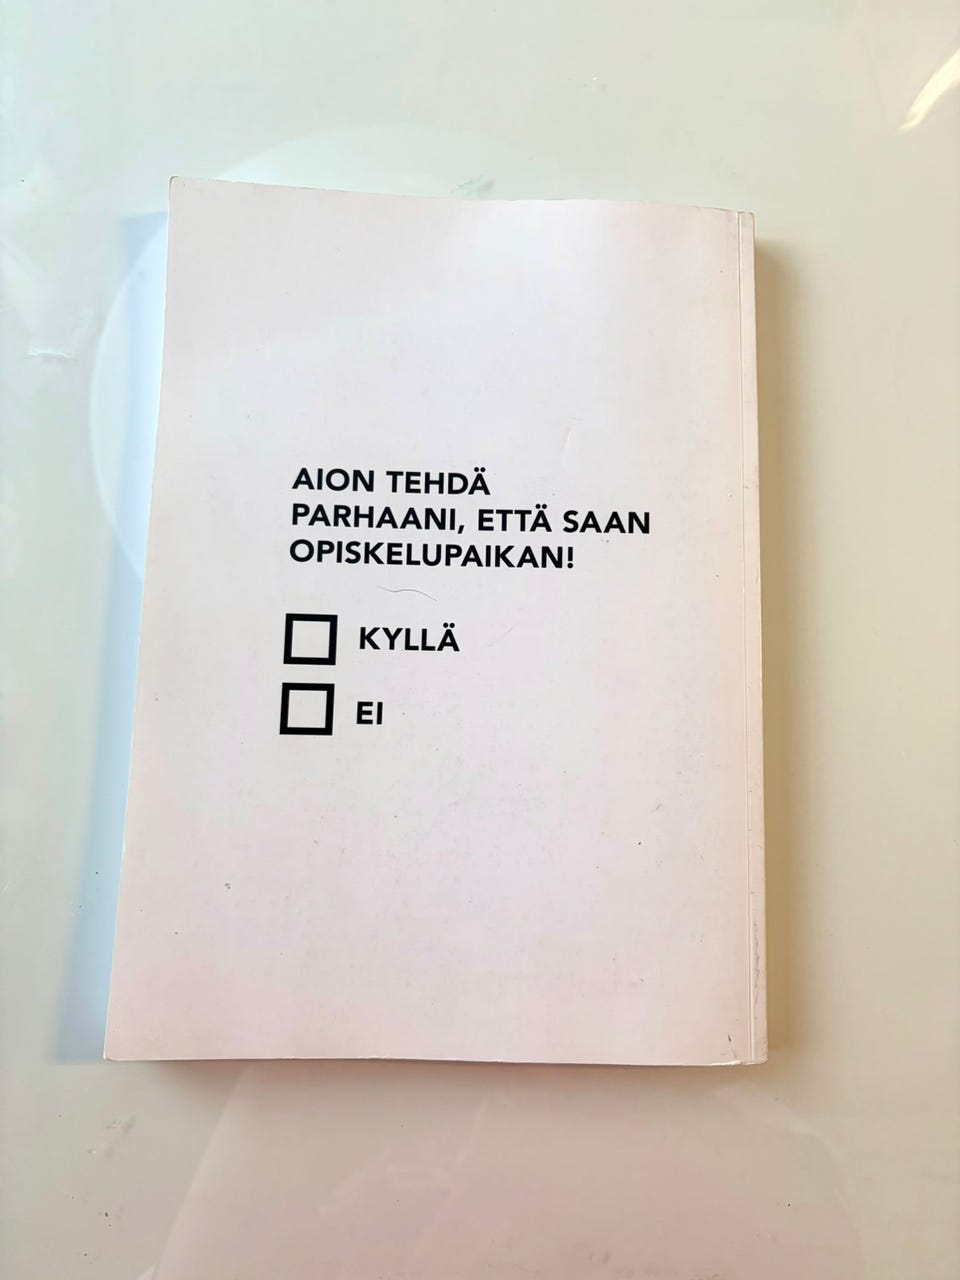 AION TEHDÄ
PARHAANI, ETTÄ SAAN
OPISKELUPAIKAN!
KYLLÄ
EI